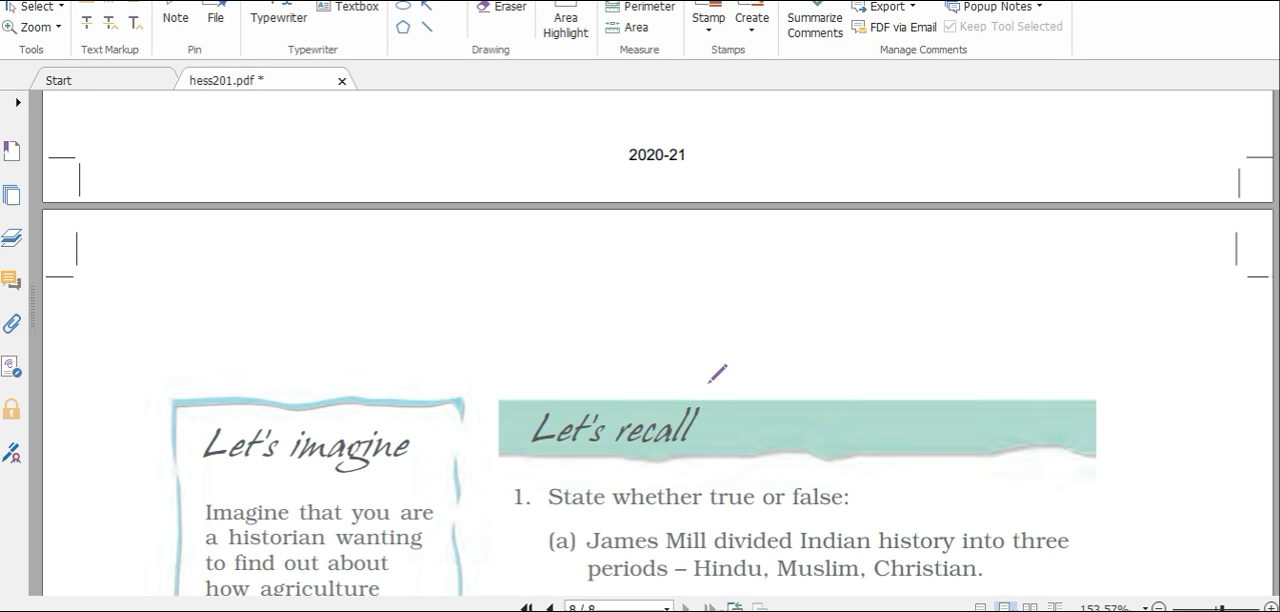 Select
Zoom
Tools
Text Markup
Note
File
Pin
Typewriter
Textbox
Typewriter
Eraser
Drawing
Area
Highlight
Perimeter
Area
Measure
Stamp
Create
Stamps
Summarize
Comments
Export
FDF via Email
Popup Notes
Keep Tool Selected
Manage Comments
Start
hess201.pdf *
2020-21
Let's imagine
Imagine that you are
a historian wanting
to find out about
how agriculture
Let's recall
1. State whether true or false:
(a) James Mill divided Indian history into three
periods – Hindu, Muslim, Christian.
8 / 8
153.57%